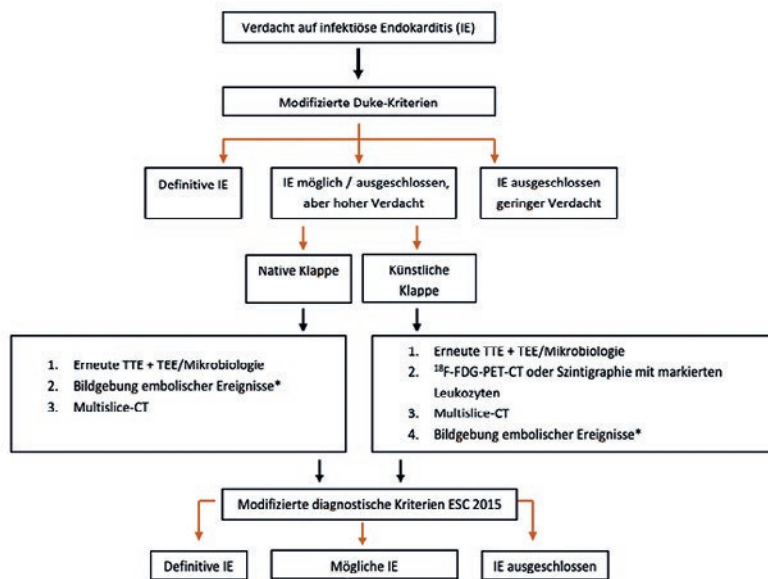 Verdacht auf infektiöse Endokarditis (IE)
Modifizierte Duke-Kriterien
Definitive IE
IE möglich / ausgeschlossen,
aber hoher Verdacht
IE ausgeschlossen
geringer Verdacht
Native Klappe
Künstliche
Klappe
1. Erneute TTE + TEE/Mikrobiologie
2. Bildgebung embolischer Ereignisse*
3. Multislice-CT
1. Erneute TTE + TEE/Mikrobiologie
2. ¹⁸F-FDG-PET-CT oder Szintigraphie mit markierten
Leukozyten
3. Multislice-CT
4. Bildgebung embolischer Ereignisse*
Modifizierte diagnostische Kriterien ESC 2015
Definitive IE
Mögliche IE
IE ausgeschlossen